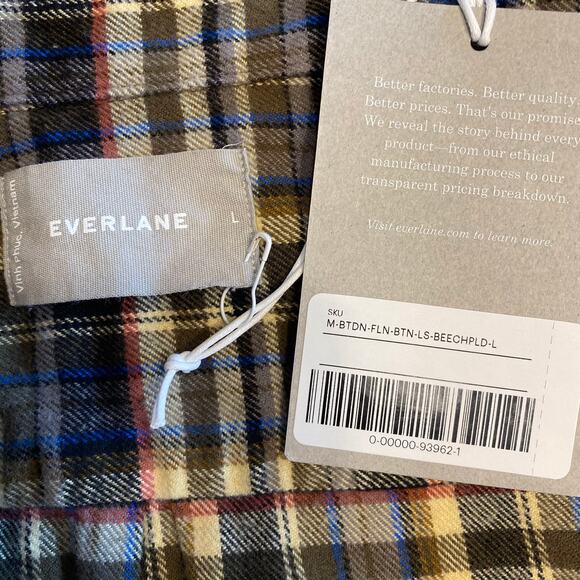 EVERLANE
L
Vinh Phuc, Vietnam
Better factories. Better quality.
Better prices. That's our promise.
We reveal the story behind every
product—from our ethical
manufacturing process to our
transparent pricing breakdown.
Visit everlane.com to learn more.
SKU
M-BTDN-FLN-BTN-LS-BEECHPLD-L
0-00000-93962-1